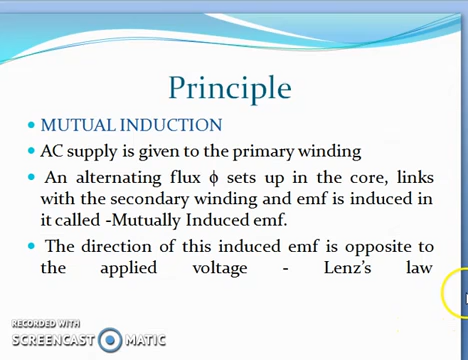 Principle
MUTUAL INDUCTION
AC supply is given to the primary winding
An alternating flux ϕ sets up in the core, links
with the secondary winding and emf is induced in
it called -Mutually Induced emf.
The direction of this induced emf is opposite to
the applied voltage - Lenz's law
RECORDED WITH
SCREENCAST MATIC